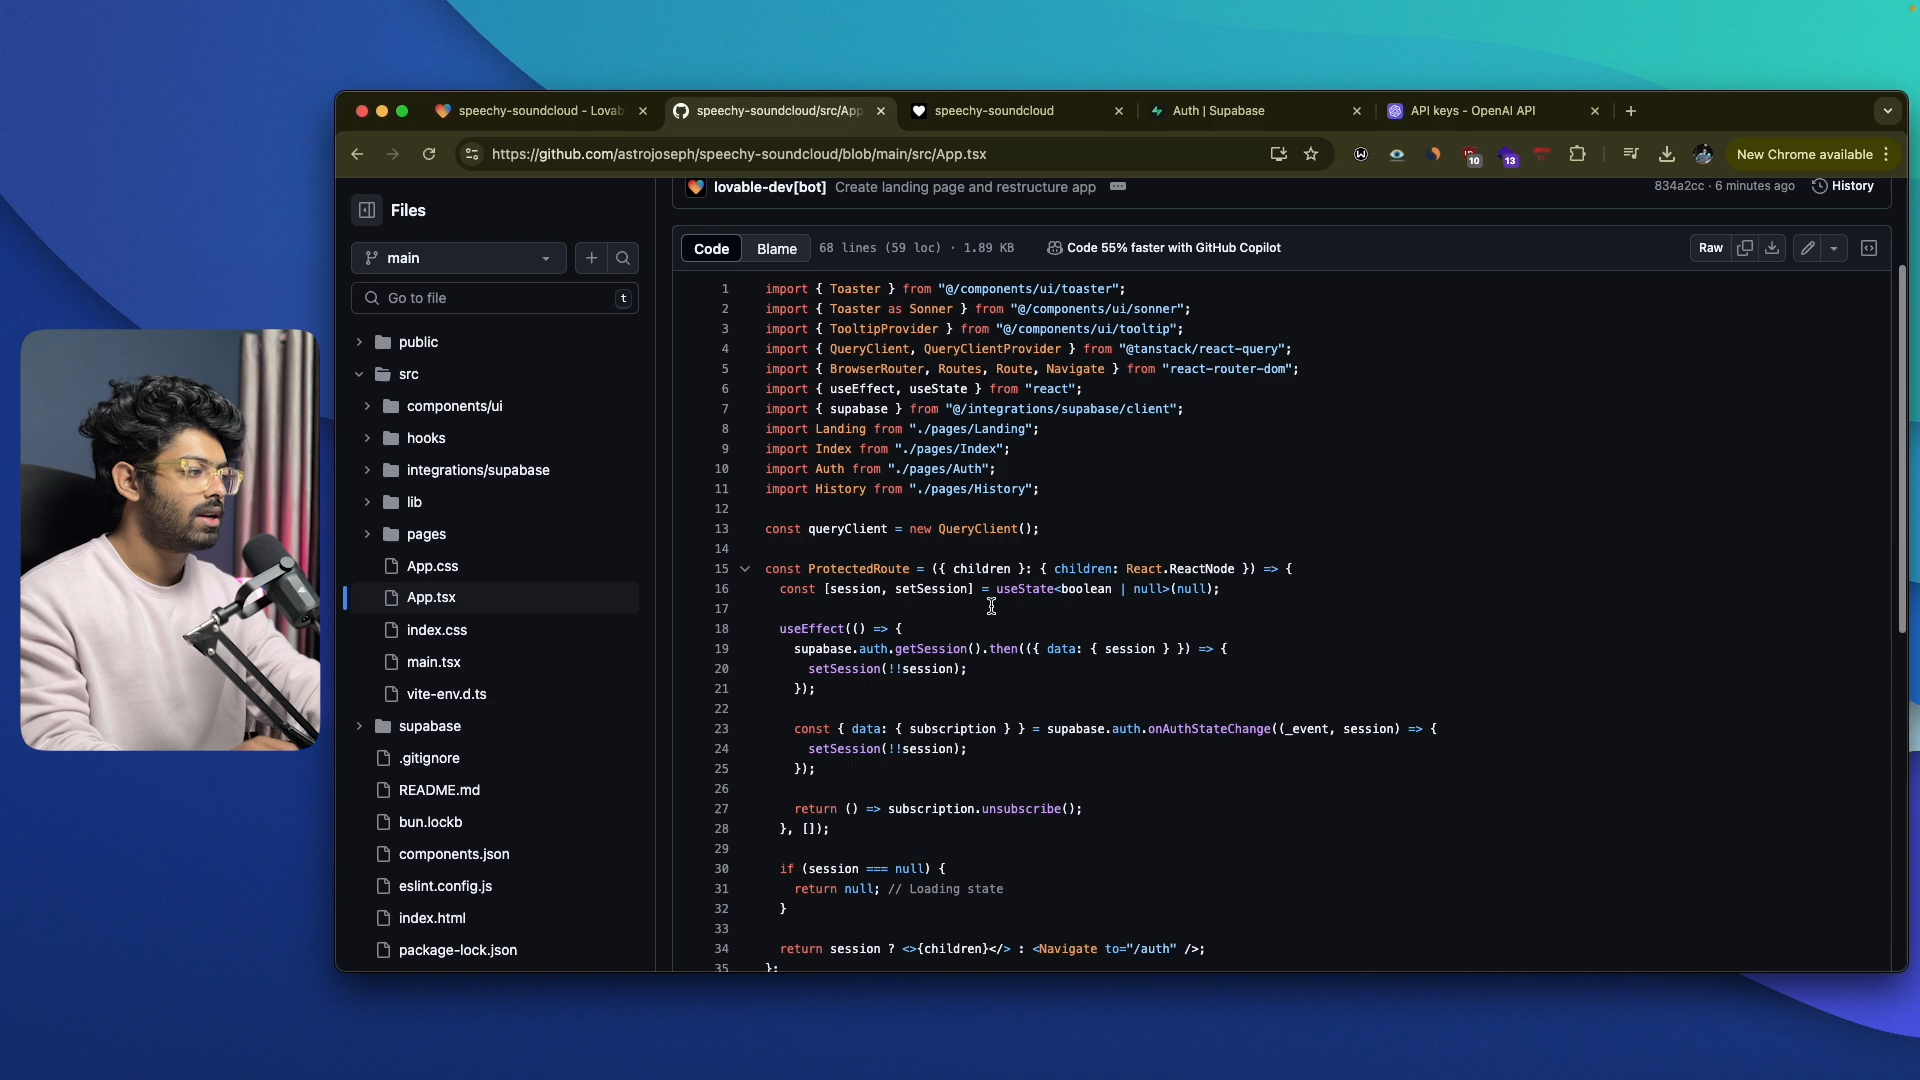 speechy-soundcloud - Lovab
speechy-soundcloud/src/App
speechy-soundcloud
Auth | Supabase
API keys - OpenAI API
https://github.com/astrojoseph/speechy-soundcloud/blob/main/src/App.tsx
10
13
New Chrome available
Files
main
Go to file
t
public
src
components/ui
hooks
integrations/supabase
lib
pages
App.css
App.tsx
index.css
main.tsx
vite-env.d.ts
supabase
.gitignore
README.md
bun.lockb
components.json
eslint.config.js
index.html
package-lock.json
lovable-dev[bot] Create landing page and restructure app
834a2cc · 6 minutes ago
History
Code
Blame
68 lines (59 loc) · 1.89 KB
Code 55% faster with GitHub Copilot
Raw
1 import { Toaster } from "@/components/ui/toaster";
2 import { Toaster as Sonner } from "@/components/ui/sonner";
3 import { TooltipProvider } from "@/components/ui/tooltip";
4 import { QueryClient, QueryClientProvider } from "@tanstack/react-query";
5 import { BrowserRouter, Routes, Route, Navigate } from "react-router-dom";
6 import { useEffect, useState } from "react";
7 import { supabase } from "@/integrations/supabase/client";
8 import Landing from "./pages/Landing";
9 import Index from "./pages/Index";
10 import Auth from "./pages/Auth";
11 import History from "./pages/History";
12
13 const queryClient = new QueryClient();
14
15 const ProtectedRoute = ({ children }: { children: React.ReactNode }) => {
16 const [session, setSession] = useState<boolean | null>(null);
17
18 useEffect(() => {
19 supabase.auth.getSession().then(({ data: { session } }) => {
20 setSession(!!session);
21 });
22
23 const { data: { subscription } } = supabase.auth.onAuthStateChange((_event, session) => {
24 setSession(!!session);
25 });
26
27 return () => subscription.unsubscribe();
28 }, []);
29
30 if (session === null) {
31 return null; // Loading state
32 }
33
34 return session ? <>{children}</> : <Navigate to="/auth" />;
35 };